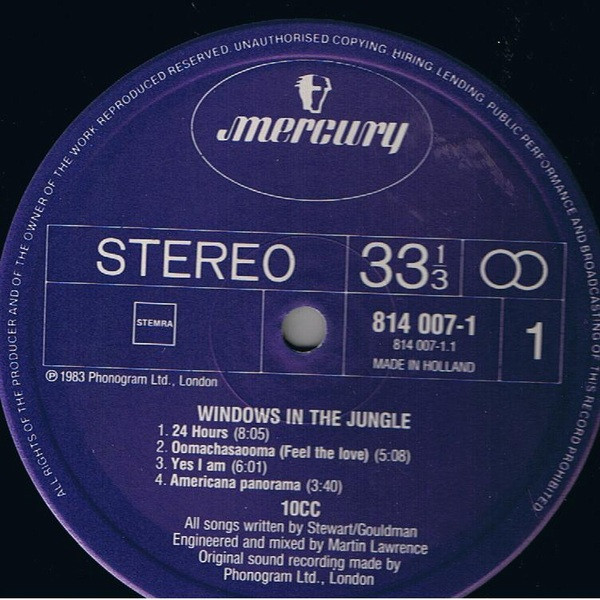 ALL RIGHTS OF THE PRODUCER AND OF THE OWNER OF THE WORK REPRODUCED RESERVED. UNAUTHORISED COPYING, HIRING, LENDING, PUBLIC PERFORMANCE AND BROADCASTING OF THIS RECORD PROHIBITED
mercury
STEREO 33 1/3
STEMRA
814 007-1 1
814 007-1.1
MADE IN HOLLAND
℗ 1983 Phonogram Ltd., London
WINDOWS IN THE JUNGLE
1. 24 Hours (8:05)
2. Oomachasaooma (Feel the love) (5:08)
3. Yes I am (6:01)
4. Americana panorama (3:40)
10CC
All songs written by Stewart/Gouldman
Engineered and mixed by Martin Lawrence
Original sound recording made by
Phonogram Ltd., London